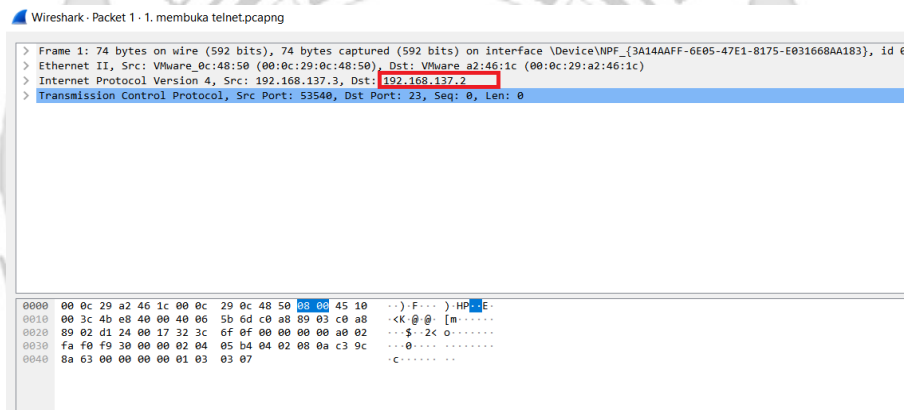 Wireshark · Packet 1 · 1. membuka telnet.pcapng
> Frame 1: 74 bytes on wire (592 bits), 74 bytes captured (592 bits) on interface \Device\NPF_{3A14AAFF-6E05-47E1-8175-E031668AA183}, id 0
> Ethernet II, Src: VMware_0c:48:50 (00:0c:29:0c:48:50), Dst: VMware_a2:46:1c (00:0c:29:a2:46:1c)
> Internet Protocol Version 4, Src: 192.168.137.3, Dst: 192.168.137.2
> Transmission Control Protocol, Src Port: 53540, Dst Port: 23, Seq: 0, Len: 0
0000 00 0c 29 a2 46 1c 00 0c 29 0c 48 50 08 00 45 10 ··)·F··· )·HP··E·
0010 00 3c 4b e8 40 00 40 06 5b 6d c0 a8 89 03 c0 a8 ·<K·@·@· [m······
0020 89 02 d1 24 00 17 32 3c 6f 0f 00 00 00 00 a0 02 ···$··2< o·······
0030 fa f0 f9 30 00 00 02 04 05 b4 04 02 08 0a c3 9c ···0···· ········
0040 8a 63 00 00 00 00 01 03 03 07 ·c······ ··